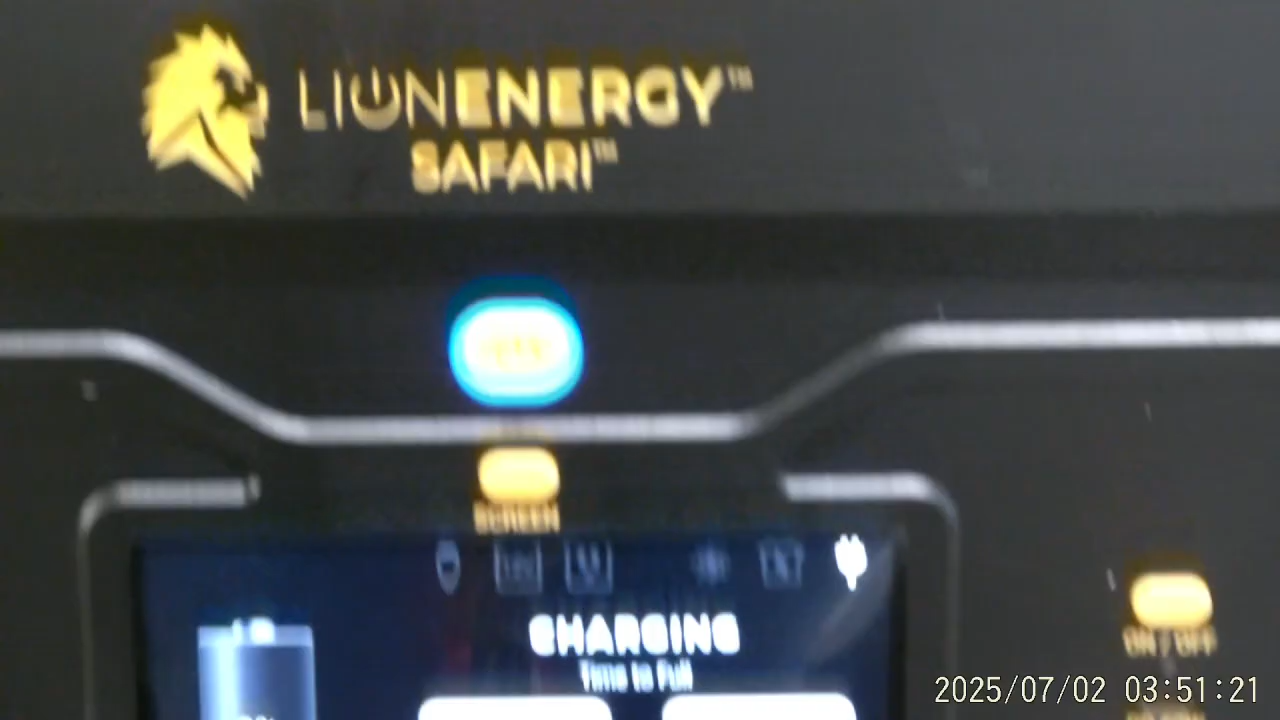 LIONENERGY™
SAFARI™
SCREEN
CHARGING
Time to Full
ON / OFF
2025/07/02 03:51:21